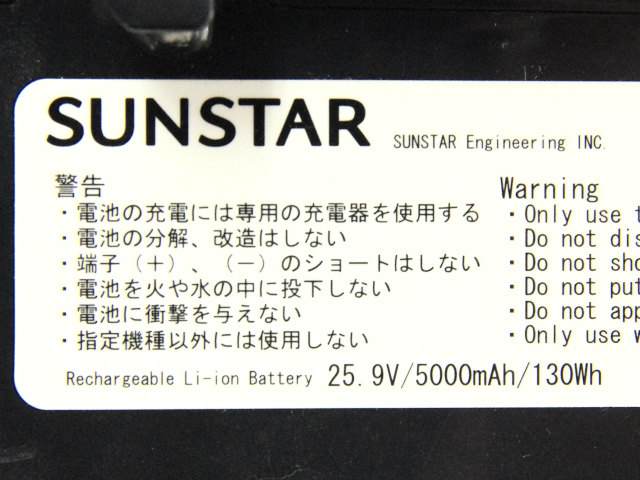 SUNSTAR SUNSTAR Engineering INC.
警告
・電池の充電には専用の充電器を使用する
・電池の分解、改造はしない
・端子（＋）、（－）のショートはしない
・電池を火や水の中に投下しない
・電池に衝撃を与えない
・指定機種以外には使用しない
Warning
・Only use
・Do not
・Do not
・Do not put
・Do not
・Only use
Rechargeable Li-ion Battery 25.9V/5000mAh/130Wh